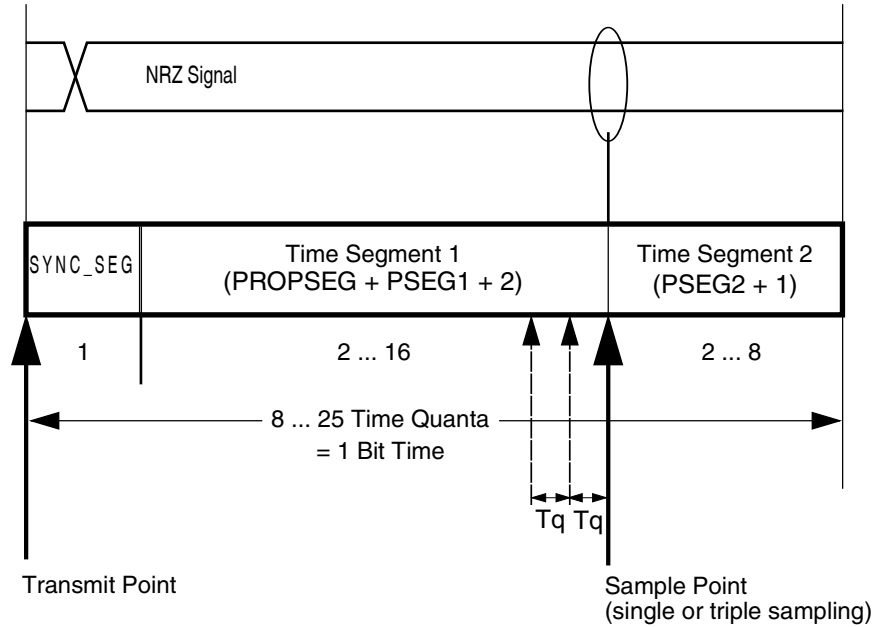 NRZ Signal
SYNC_SEG
Time Segment 1
(PROPSEG + PSEG1 + 2)
Time Segment 2
(PSEG2 + 1)
1
2 ... 16
2 ... 8
8 ... 25 Time Quanta
= 1 Bit Time
Tq Tq
Transmit Point
Sample Point
(single or triple sampling)